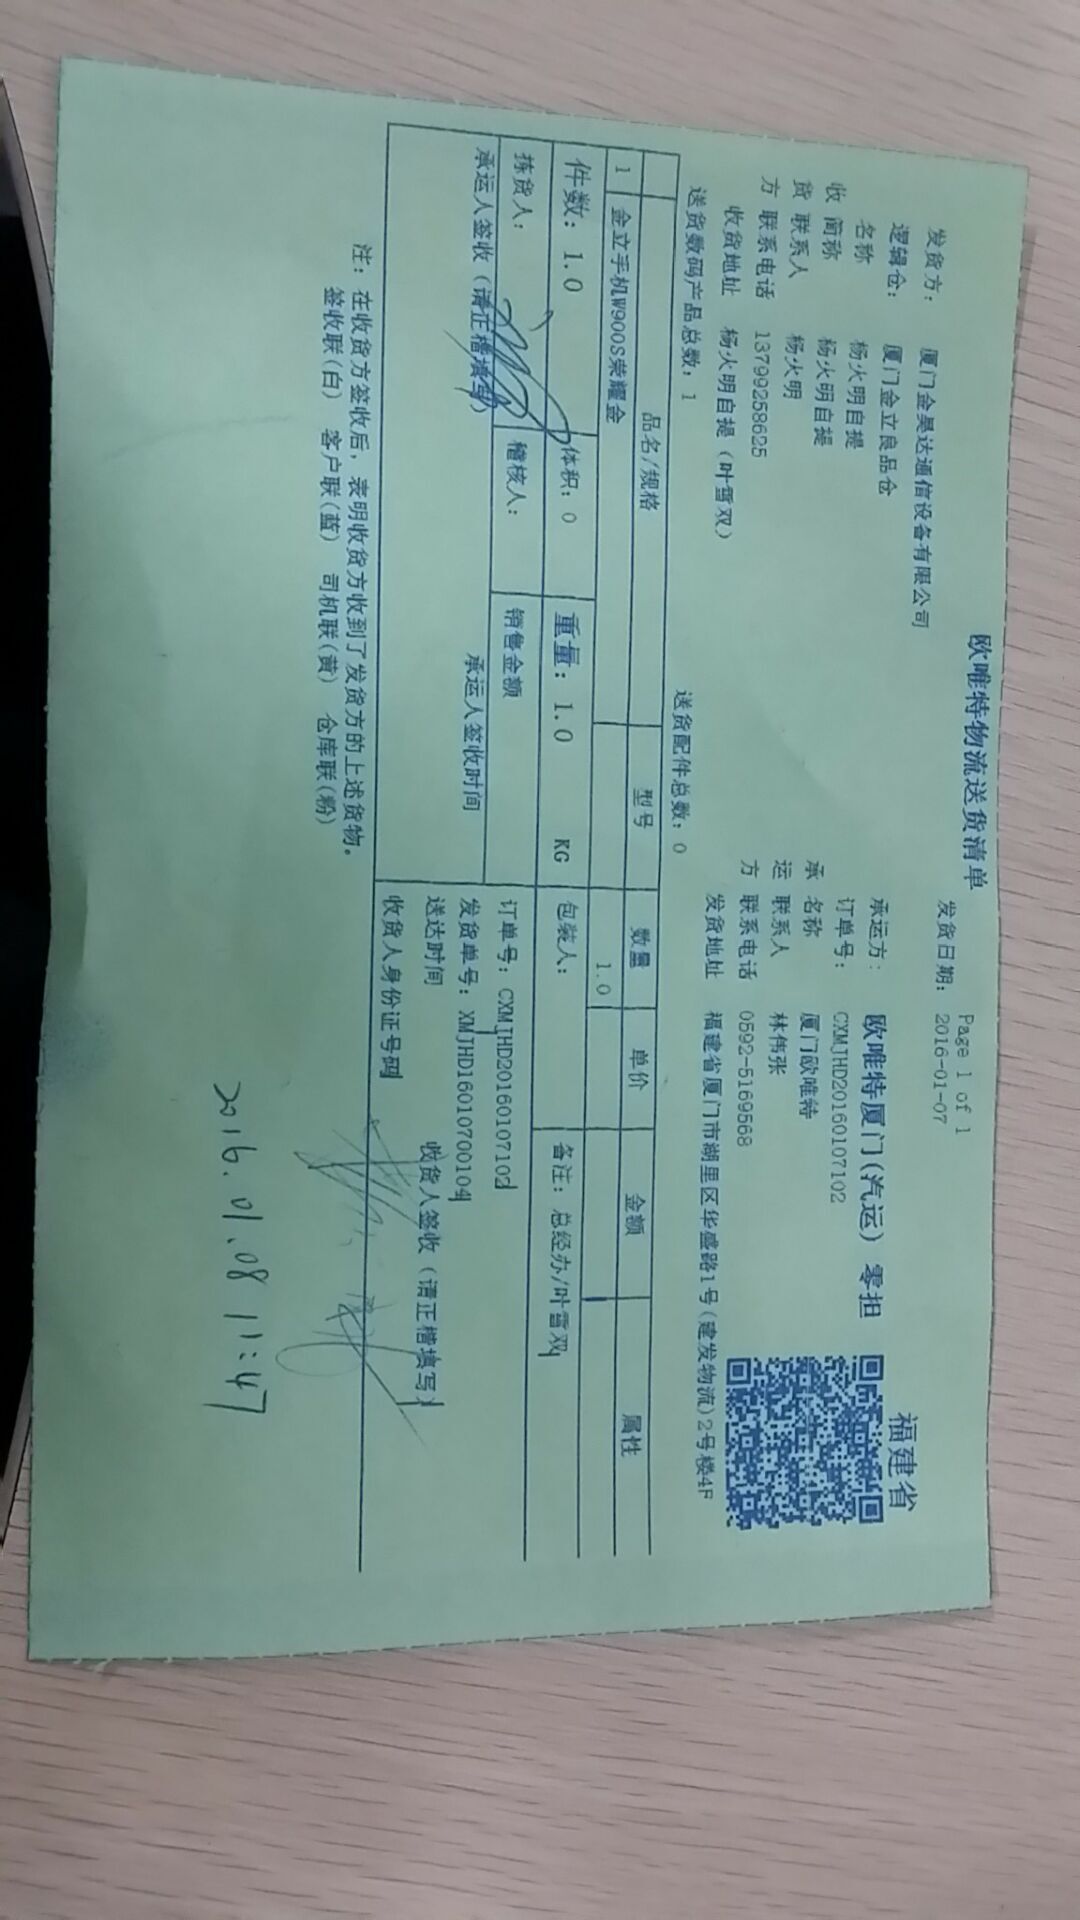 欧唯特物流送货清单
Page 1 of 1
发货日期: 2016-01-07
福建省
发货方: 厦门金昊达通信设备有限公司
承运方: 欧唯特厦门(汽运) 零担
逻辑仓: 厦门金立良品仓
订单号: CXMJHD20160107102
收货方
名称 杨火明自提
简称 杨火明自提
联系人 杨火明
联系电话 13799258625
收货地址 杨火明自提 (叶雪双)
承运方
名称 厦门欧唯特
联系人 林伟张
联系电话 0592-5169568
发货地址 福建省厦门市湖里区华盛路1号(建发物流)2号楼4F
送货数码产品总数: 1 送货配件总数: 0
品名/规格 型号 数量 单价 金额 属性
1 金立手机W900S荣耀金 1.0
件数: 1.0 体积: 0 重量: 1.0 KG 包装人: 备注: 总经办/叶雪双
拣货人: 稽核人: 销售金额 订单号: CXMJHD20160107102
承运人签收 (请正楷填写) 承运人签收时间 发货单号: XMJHD16010700104
送达时间 收货人签收 (请正楷填写)
收货人身份证号码
注: 在收货方签收后, 表明收货方收到了发货方的上述货物。
签收联(白) 客户联(蓝) 司机联(黄) 仓库联(粉)
2016.01.08 11:47